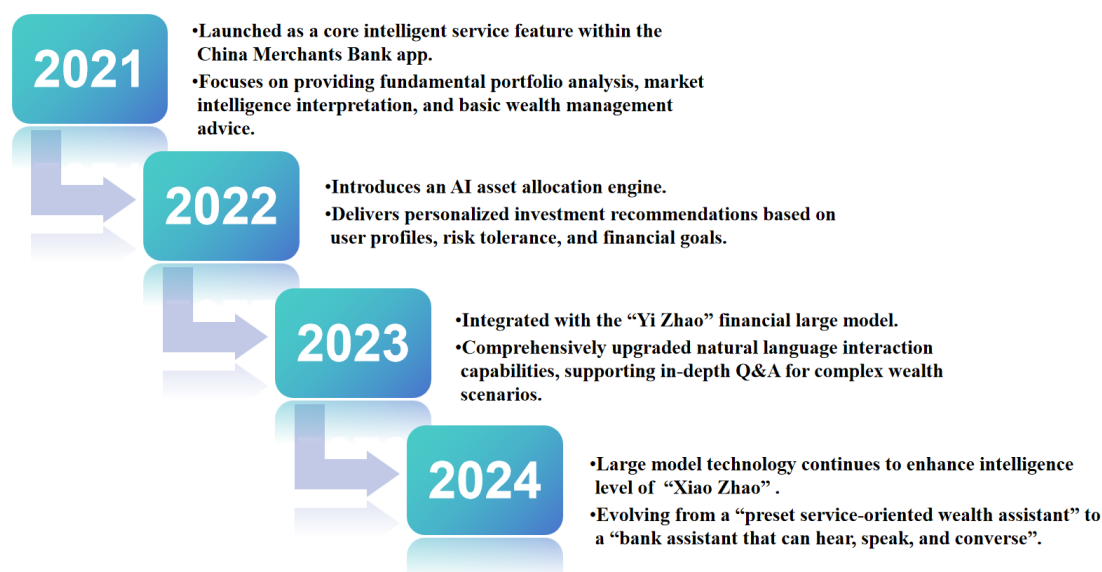 2021
•Launched as a core intelligent service feature within the
China Merchants Bank app.
•Focuses on providing fundamental portfolio analysis, market
intelligence interpretation, and basic wealth management
advice.
2022
•Introduces an AI asset allocation engine.
•Delivers personalized investment recommendations based on
user profiles, risk tolerance, and financial goals.
2023
•Integrated with the “Yi Zhao” financial large model.
•Comprehensively upgraded natural language interaction
capabilities, supporting in-depth Q&A for complex wealth
scenarios.
2024
•Large model technology continues to enhance intelligence
level of “Xiao Zhao” .
•Evolving from a “preset service-oriented wealth assistant” to
a “bank assistant that can hear, speak, and converse”.